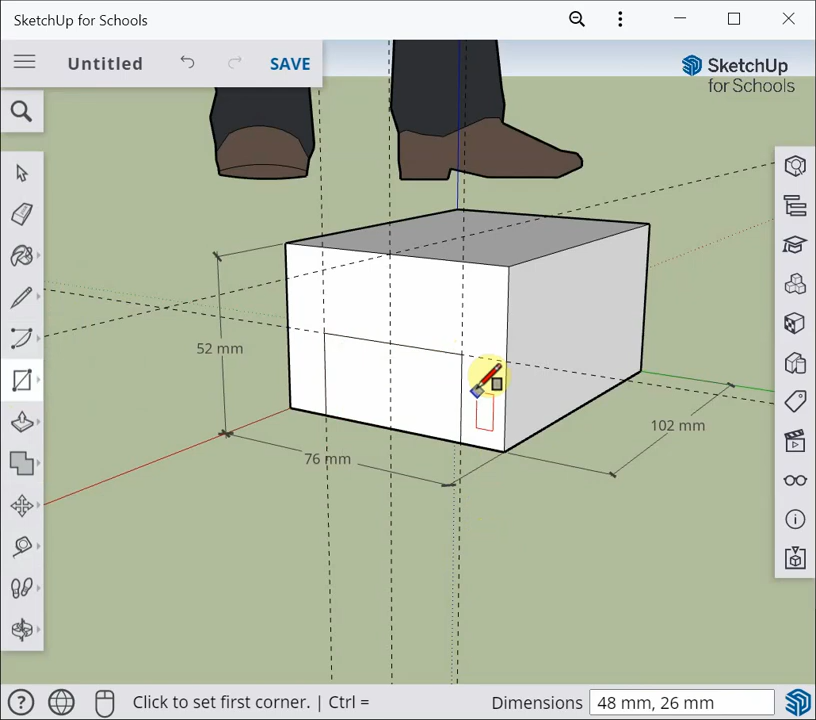 SketchUp for Schools
Untitled
SAVE
SketchUp
for Schools
52 mm
76 mm
102 mm
Click to set first corner. | Ctrl =
Dimensions
48 mm, 26 mm